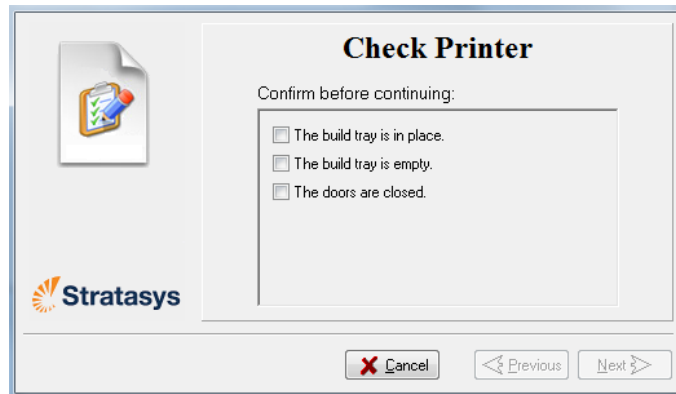 Check Printer
Confirm before continuing:
The build tray is in place.
The build tray is empty.
The doors are closed.
Stratasys
Cancel
Previous
Next